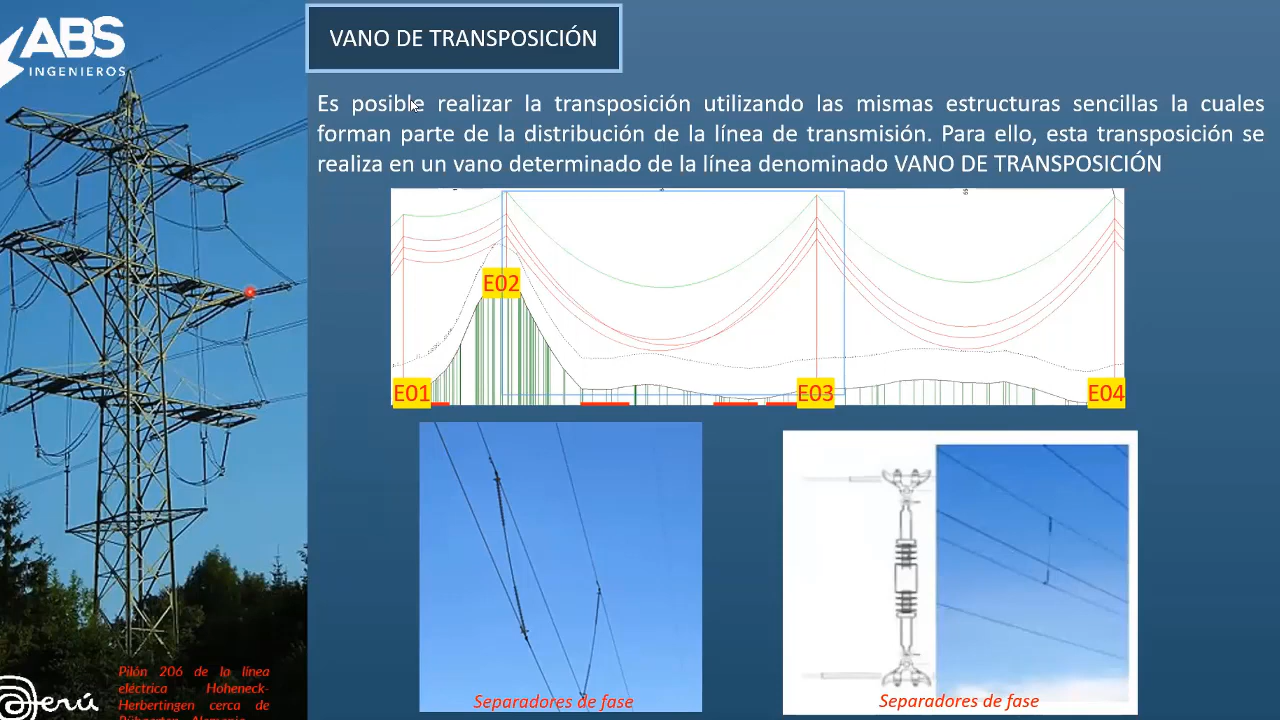 ABS
INGENIEROS
VANO DE TRANSPOSICIÓN
Es posible realizar la transposición utilizando las mismas estructuras sencillas la cuales
forman parte de la distribución de la línea de transmisión. Para ello, esta transposición se
realiza en un vano determinado de la línea denominado VANO DE TRANSPOSICIÓN
E02
E01
E03
E04
Separadores de fase
Separadores de fase
Pilón 206 de la línea
eléctrica Hoheneck-
Herbertingen cerca de
Perú